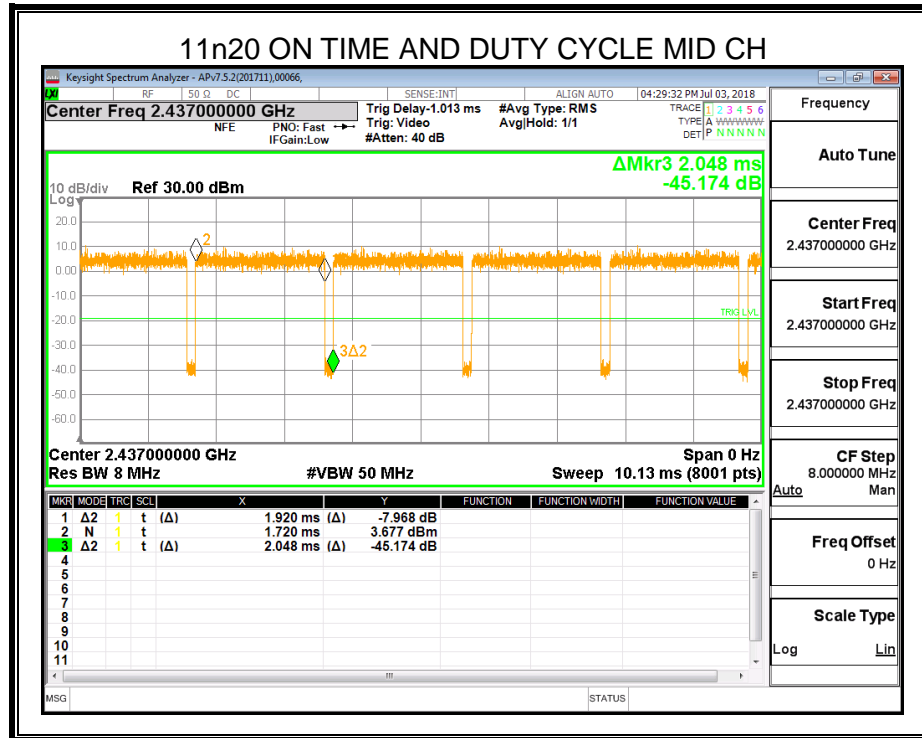 11n20 ON TIME AND DUTY CYCLE MID CH
Keysight Spectrum Analyzer - APv7.5.2(201711),00066,
LXI RF 50 Ω DC SENSE:INT ALIGN AUTO 04:29:32 PM Jul 03, 2018
Center Freq 2.437000000 GHz Trig Delay-1.013 ms #Avg Type: RMS TRACE 1 2 3 4 5 6
NFE PNO: Fast Trig: Video Avg|Hold: 1/1 TYPE A WWWWWW
IFGain:Low #Atten: 40 dB DET P N N N N N
ΔMkr3 2.048 ms
10 dB/div Ref 30.00 dBm -45.174 dB
Log
20.0
10.0
0.00
-10.0
-20.0
-30.0
-40.0
-50.0
-60.0
2
3Δ2
TRIG LVL
Center 2.437000000 GHz Span 0 Hz
Res BW 8 MHz #VBW 50 MHz Sweep 10.13 ms (8001 pts)
MKR MODE TRC SCL X Y FUNCTION FUNCTION WIDTH FUNCTION VALUE
1 Δ2 1 t (Δ) 1.920 ms (Δ) -7.968 dB
2 N 1 t 1.720 ms 3.677 dBm
3 Δ2 1 t (Δ) 2.048 ms (Δ) -45.174 dB
4
5
6
7
8
9
10
11
MSG STATUS
Frequency
Auto Tune
Center Freq
2.437000000 GHz
Start Freq
2.437000000 GHz
Stop Freq
2.437000000 GHz
CF Step
8.000000 MHz
Auto Man
Freq Offset
0 Hz
Scale Type
Log Lin